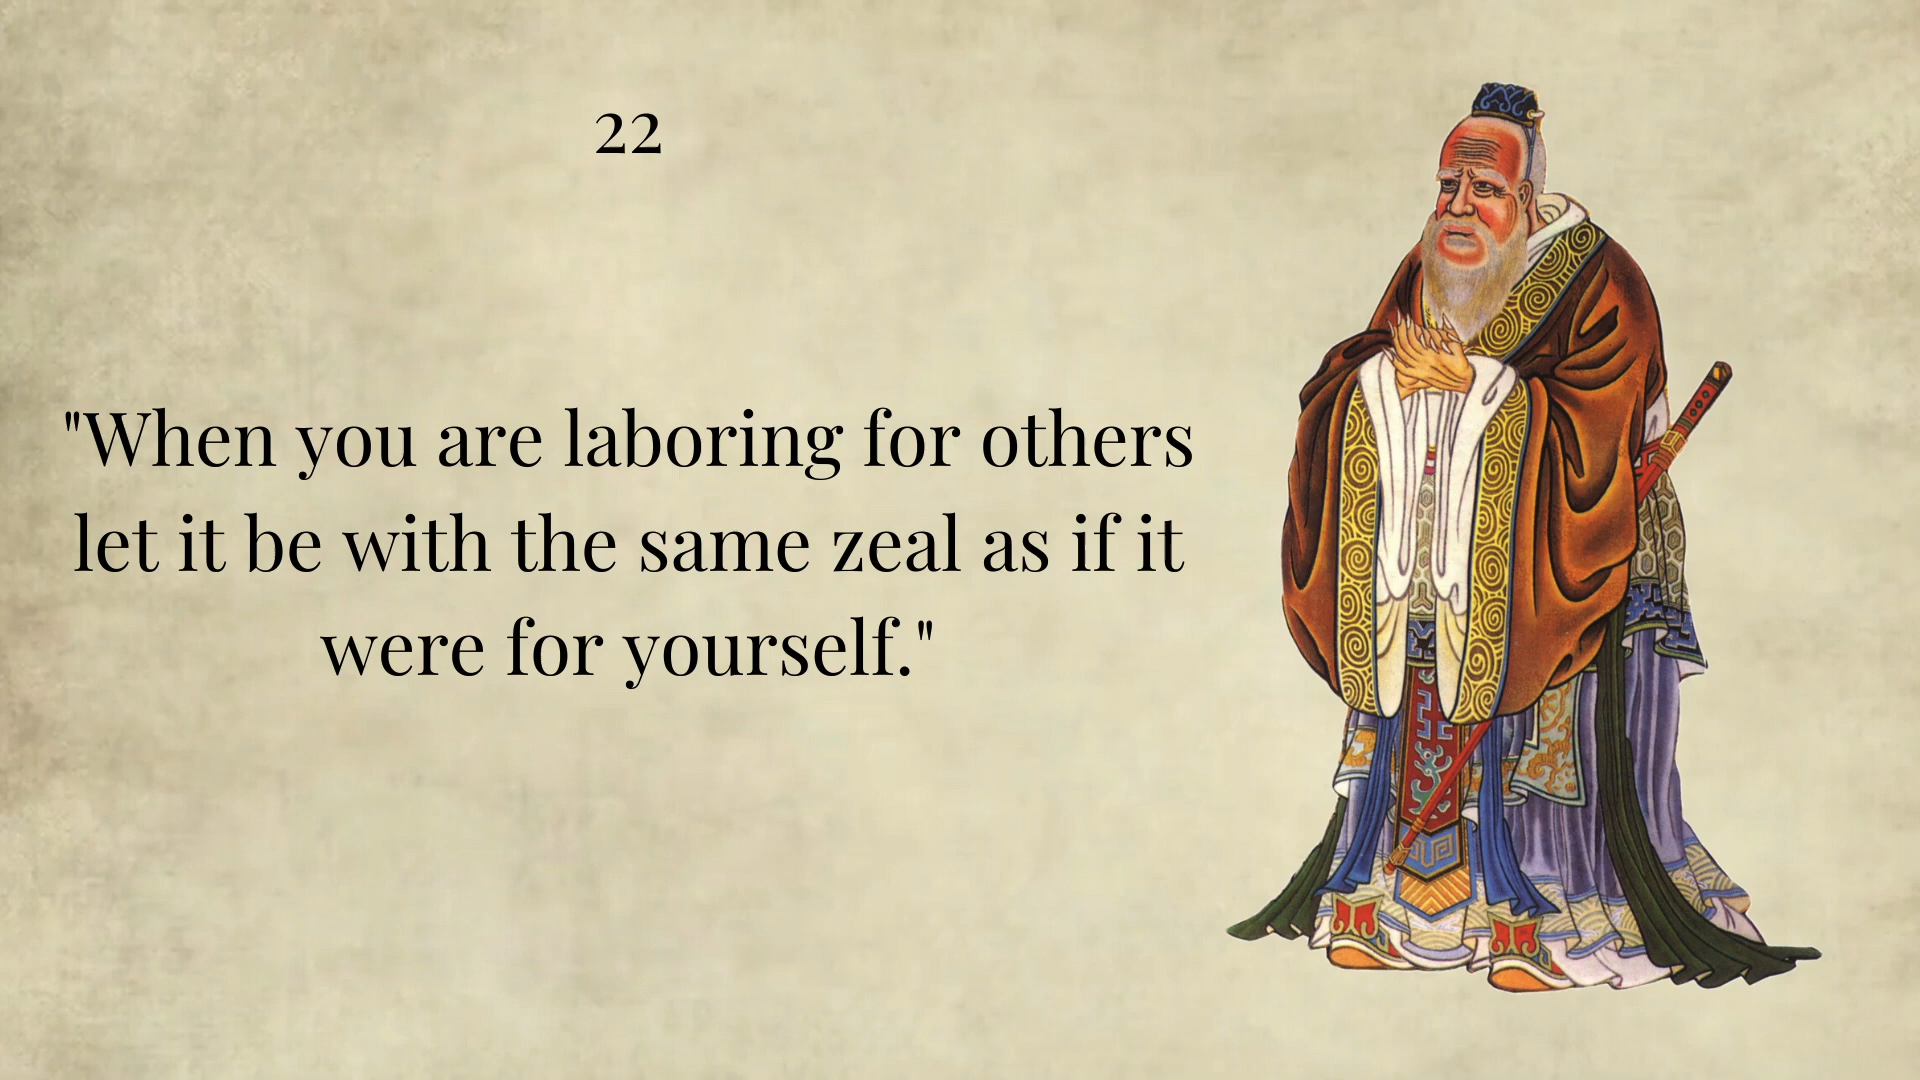 22
"When you are laboring for others
let it be with the same zeal as if it
were for yourself."